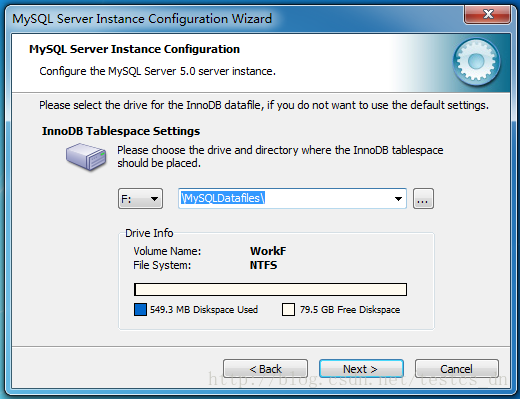 MySQL Server Instance Configuration Wizard
MySQL Server Instance Configuration
Configure the MySQL Server 5.0 server instance.
Please select the drive for the InnoDB datafile, if you do not want to use the default settings.
InnoDB Tablespace Settings
Please choose the drive and directory where the InnoDB tablespace
should be placed.
F: \MySQLDatafiles\ ...
Drive Info
Volume Name: WorkF
File System: NTFS
549.3 MB Diskspace Used 79.5 GB Free Diskspace
< Back Next > Cancel
http://blog.csdn.net/testcs_dn